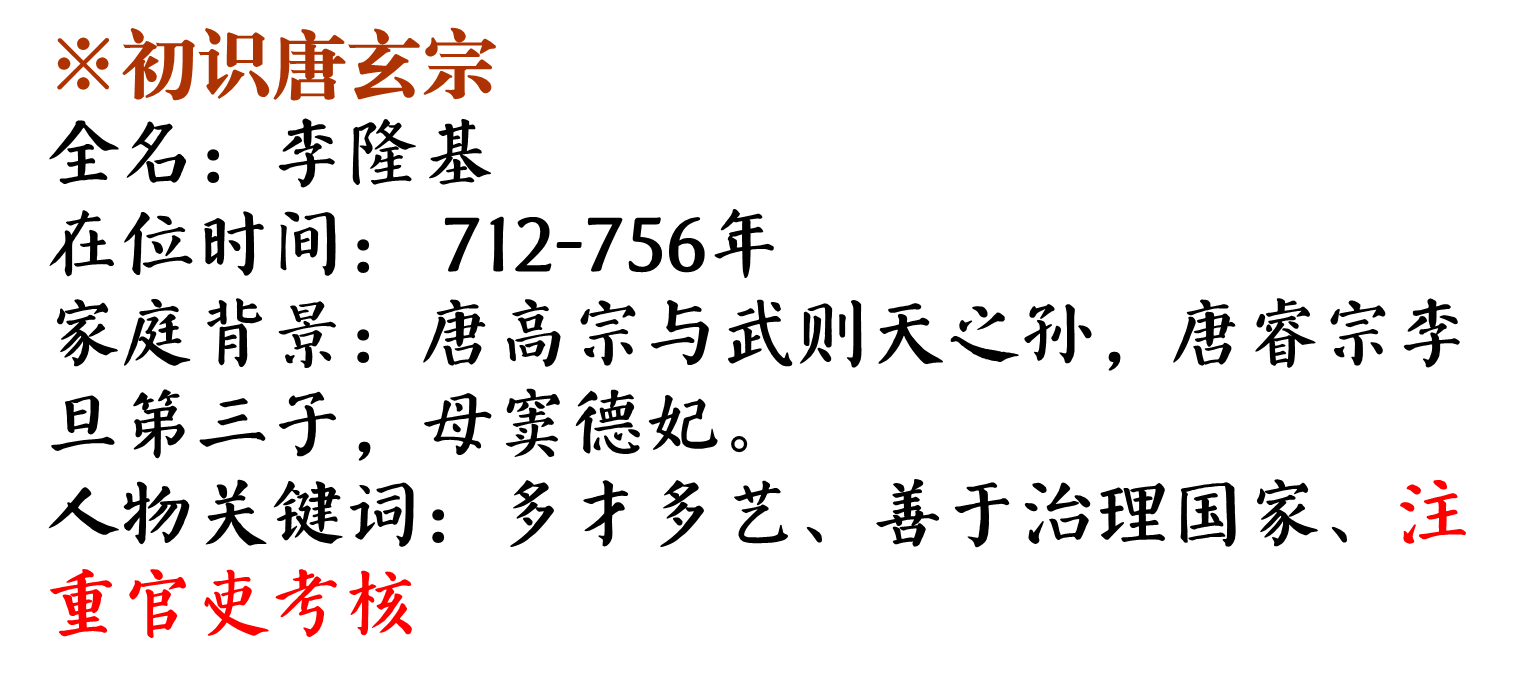 ※初识唐玄宗
全名：李隆基
在位时间： 712-756年
家庭背景：唐高宗与武则天之孙，唐睿宗李
旦第三子，母窦德妃。
人物关键词：多才多艺、善于治理国家、注
重官吏考核